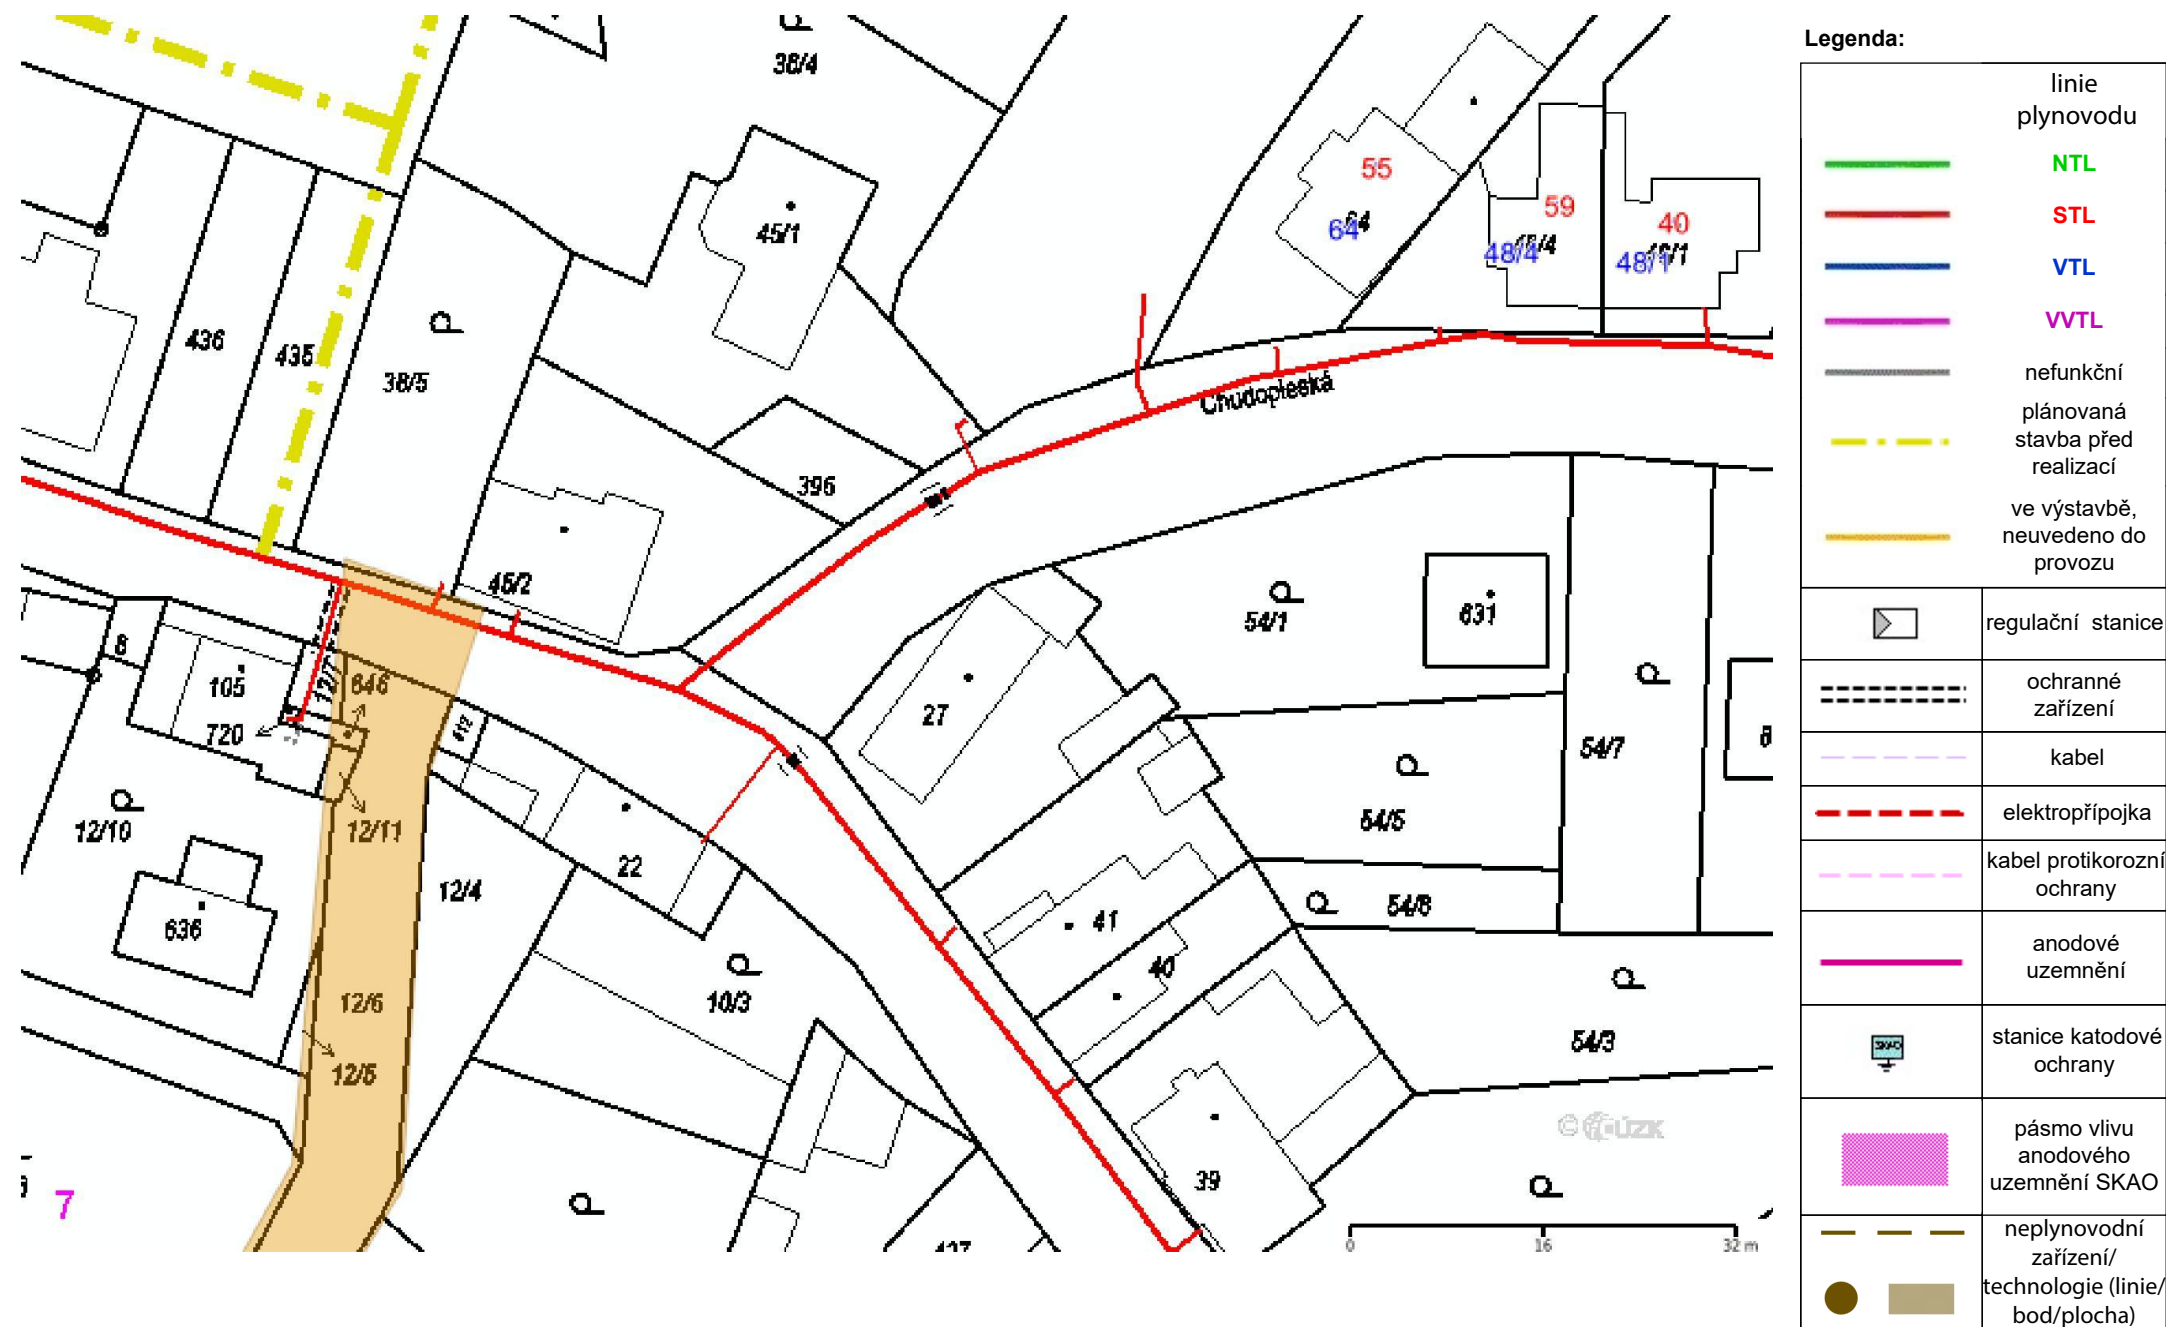 38/4
45/1
436
435
38/5
396
45/2
55
64
59
48/4
40
48/1
Chudopleská
8
105
12/7
646
720
12/10
12/11
636
12/4
12/6
12/5
7
22
10/3
27
41
40
39
54/1
631
54/7
54/5
54/3
0
16
32 m
Legenda:
linie
plynovodu
NTL
STL
VTL
VVTL
nefunkční
plánovaná
stavba před
realizací
ve výstavbě,
neuvedeno do
provozu
regulační stanice
ochranné
zařízení
kabel
elektropřípojka
kabel protikorozní
ochrany
anodové
uzemnění
SKAO
stanice katodové
ochrany
pásmo vlivu
anodového
uzemnění SKAO
neplynovodní
zařízení/
technologie (linie/
bod/plocha)